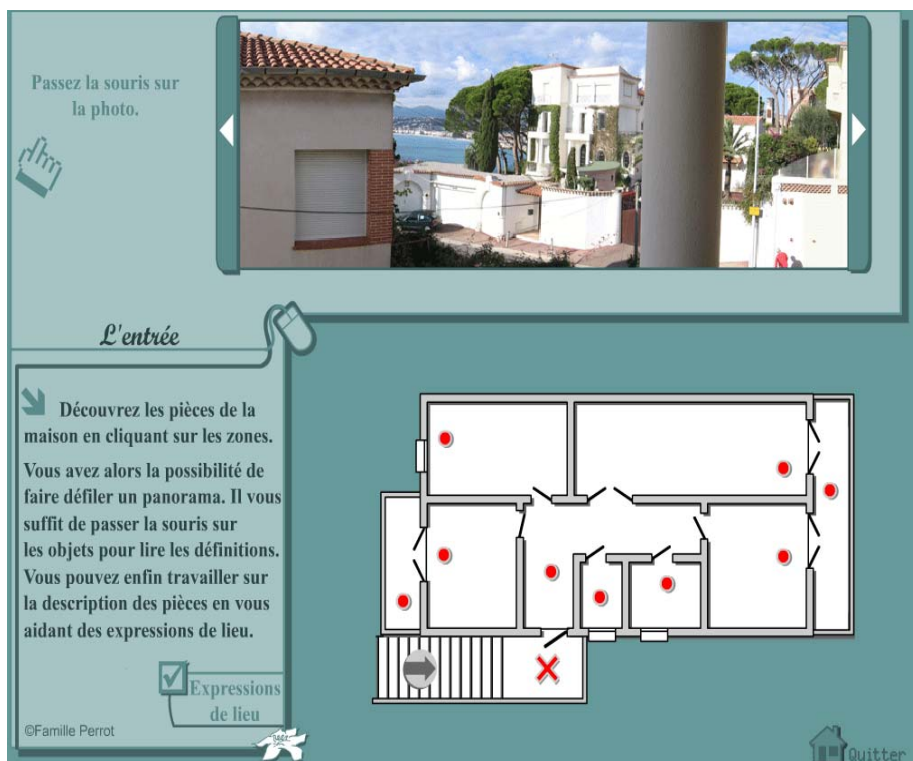 Passez la souris sur
la photo.
L'entrée
Découvrez les pièces de la
maison en cliquant sur les zones.
Vous avez alors la possibilité de
faire défiler un panorama. Il vous
suffit de passer la souris sur
les objets pour lire les définitions.
Vous pouvez enfin travailler sur
la description des pièces en vous
aidant des expressions de lieu.
Expressions
de lieu
©Famille Perrot
Quitter